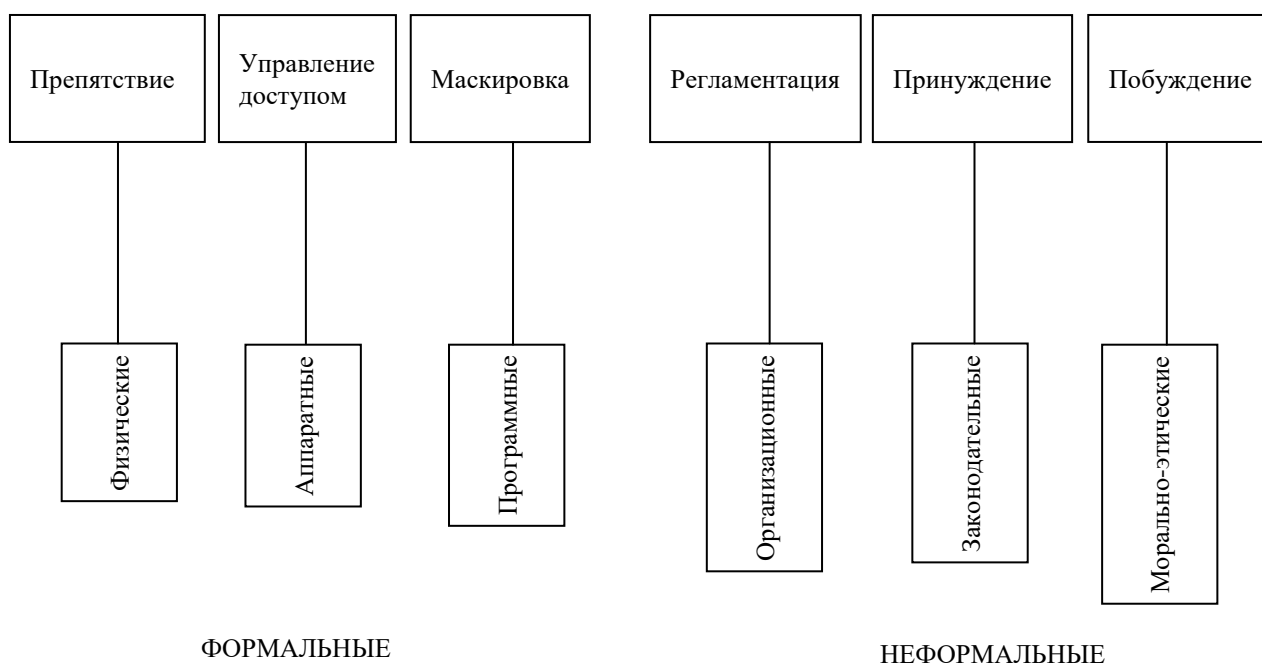 Препятствие
Управление
доступом
Маскировка
Регламентация
Принуждение
Побуждение
Физические
Аппаратные
Программные
Организационные
Законодательные
Морально-этические
ФОРМАЛЬНЫЕ
НЕФОРМАЛЬНЫЕ